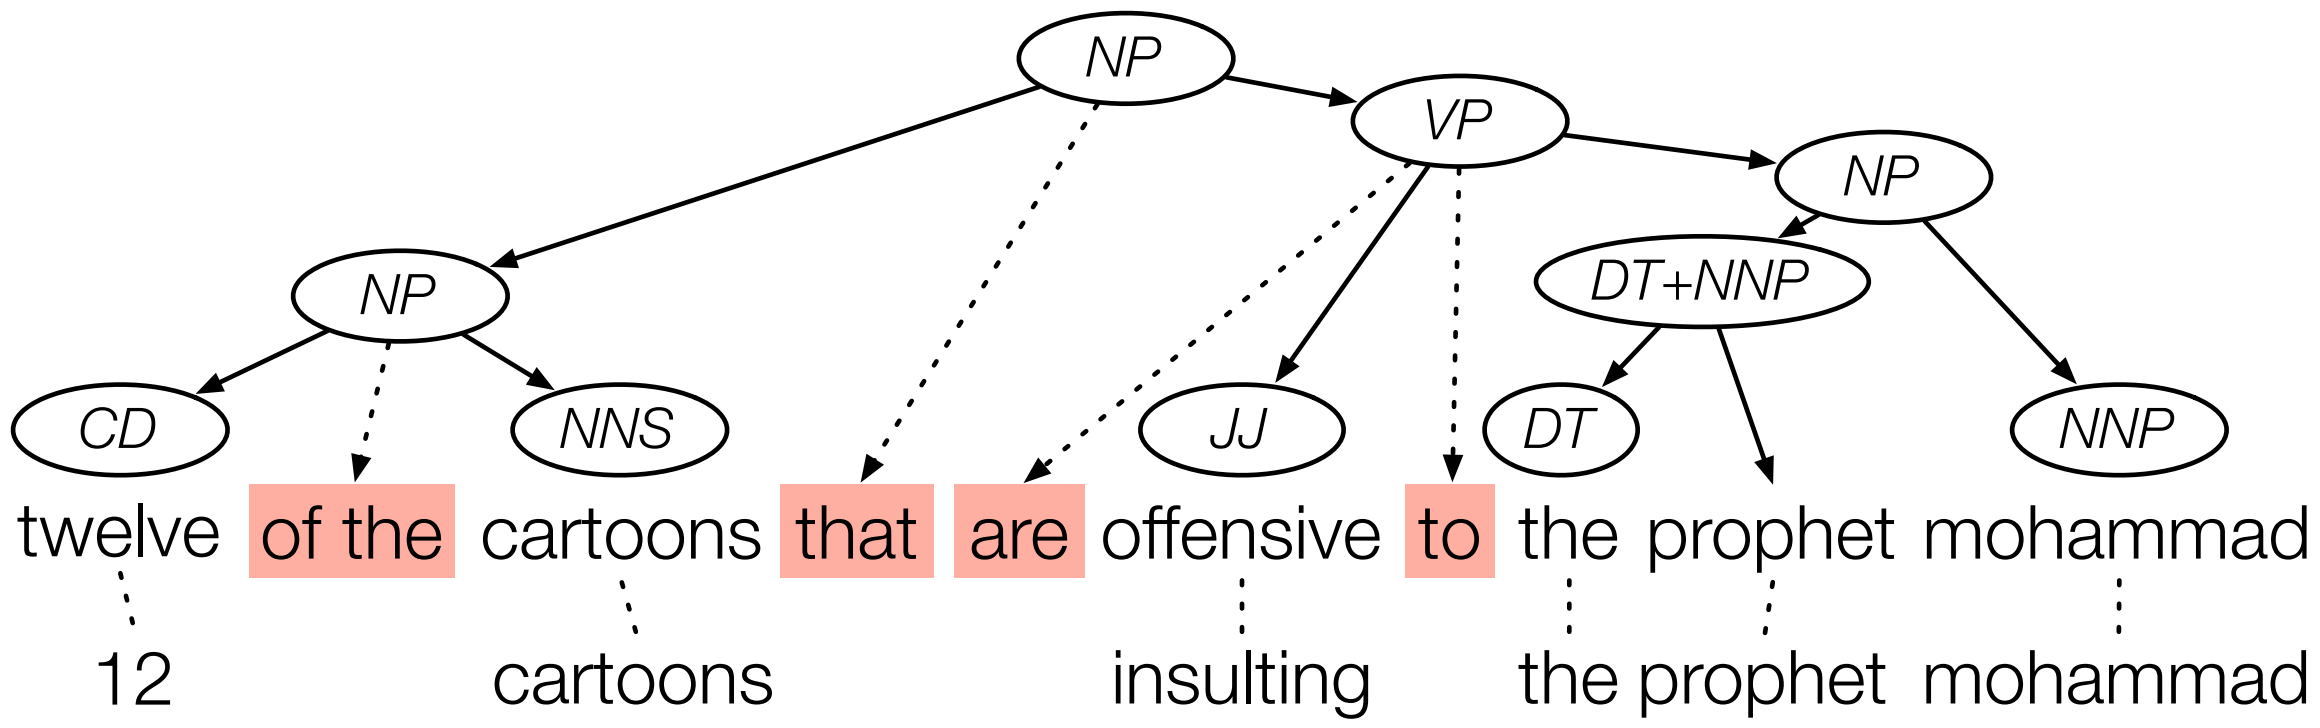 NP
VP
NP
NP
DT+NNP
CD
NNS
JJ
DT
NNP
twelve of the cartoons that are offensive to the prophet mohammad
12 cartoons insulting the prophet mohammad